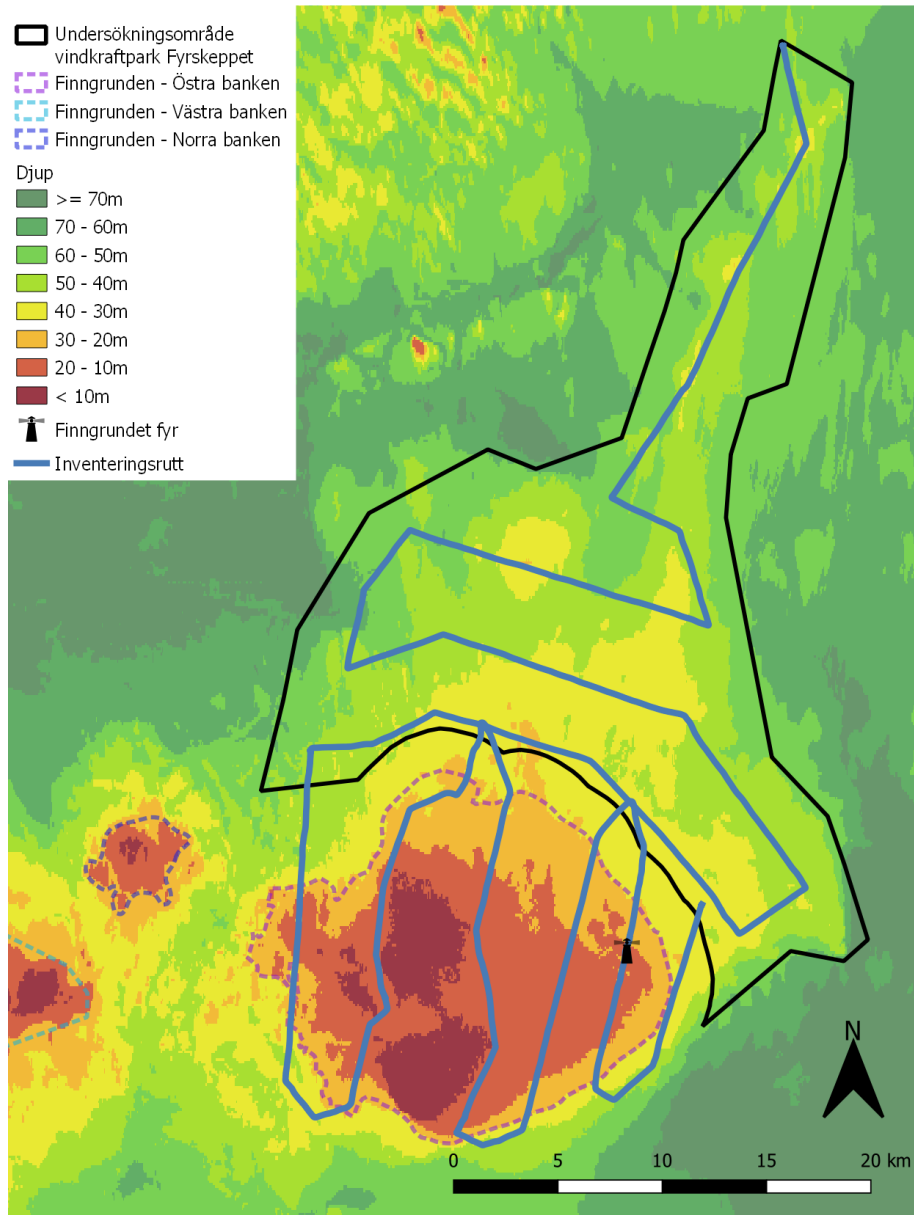 Undersökningsområde
vindkraftpark Fyrskeppet
Finngrunden - Östra banken
Finngrunden - Västra banken
Finngrunden - Norra banken
Djup
>= 70m
70 - 60m
60 - 50m
50 - 40m
40 - 30m
30 - 20m
20 - 10m
< 10m
Finngrundet fyr
Inventeringsrutt
N
0 5 10 15 20 km